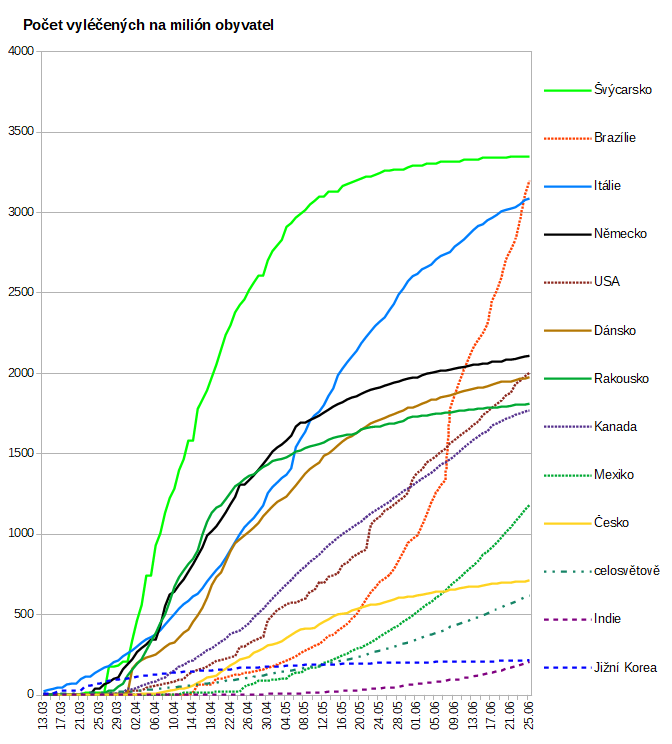 Počet vyléčených na milión obyvatel
4000
3500
3000
2500
2000
1500
1000
500
0
Švýcarsko
Brazílie
Itálie
Německo
USA
Dánsko
Rakousko
Kanada
Mexiko
Česko
celosvětově
Indie
Jižní Korea
13.03
17.03
21.03
25.03
29.03
02.04
06.04
10.04
14.04
18.04
22.04
26.04
30.04
04.05
08.05
12.05
16.05
20.05
24.05
28.05
01.06
05.06
09.06
13.06
17.06
21.06
25.06